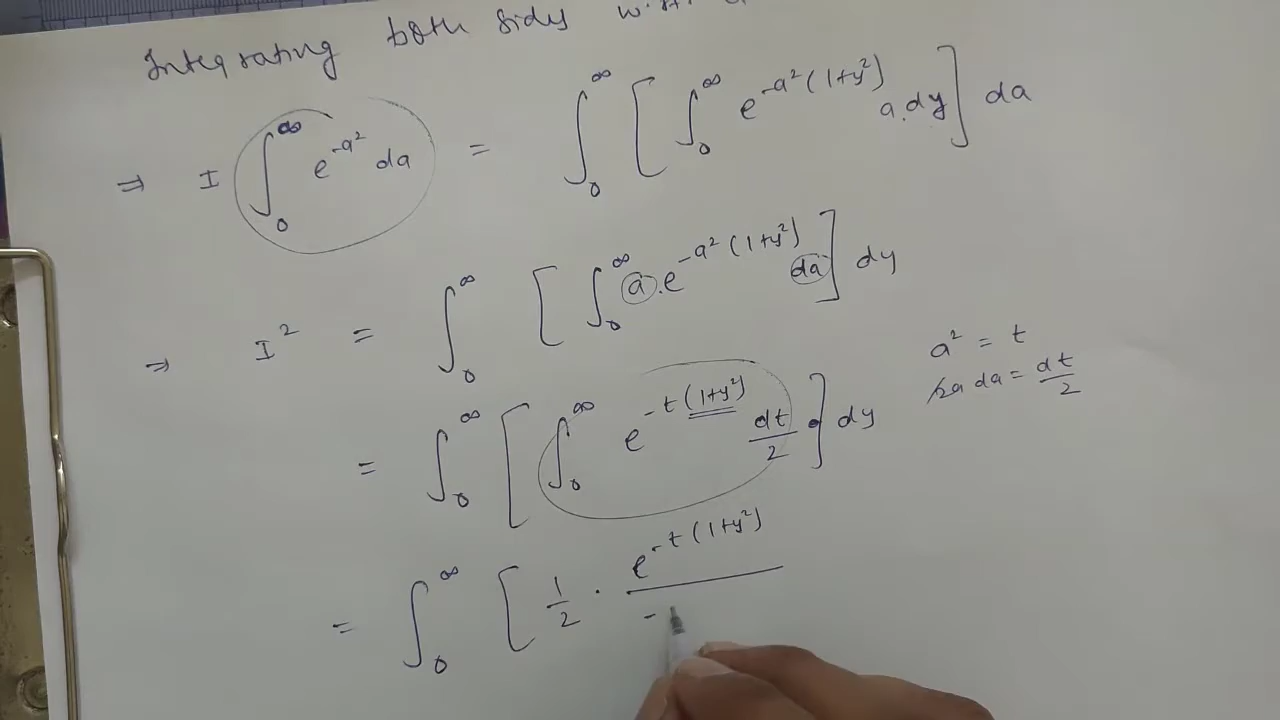 Integrating both sides w.r.t
⇒ I ∫₀^∞ e^{-a²} da = ∫₀^∞ [ ∫₀^∞ e^{-a²(1+y²)} a.dy ] da
⇒ I² = ∫₀^∞ [ ∫₀^∞ a.e^{-a²(1+y²)} da ] dy
a² = t
2a da = dt/2
= ∫₀^∞ [ ∫₀^∞ e^{-t(1+y²)} dt/2 ] dy
= ∫₀^∞ [ 1/2 · e^{-t(1+y²)} / -